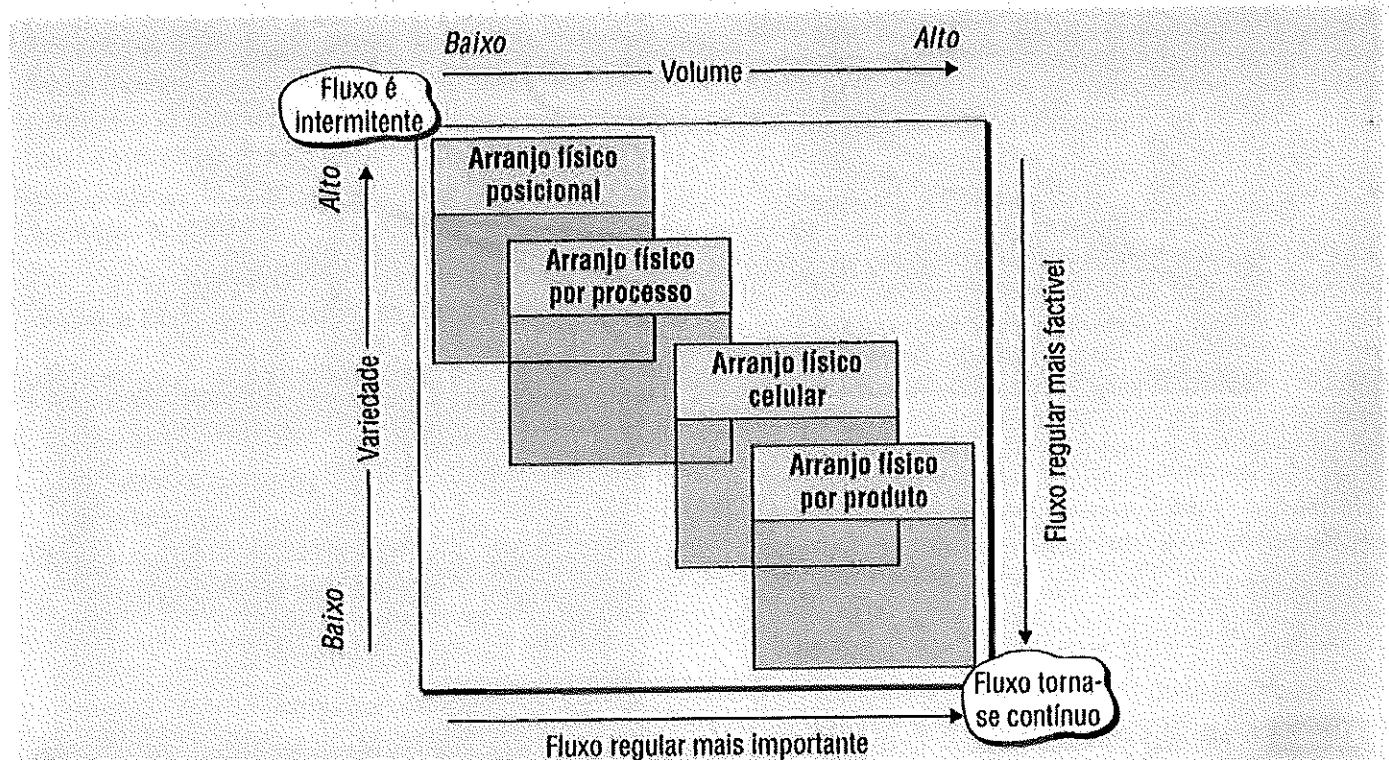 Baixo
Alto
Volume
Fluxo é
intermitente
Arranjo físico
posicional
Alto
Arranjo físico
por processo
Variedade
Fluxo regular mais factível
Arranjo físico
celular
Arranjo físico
por produto
Baixo
Fluxo torna-
se contínuo
Fluxo regular mais importante